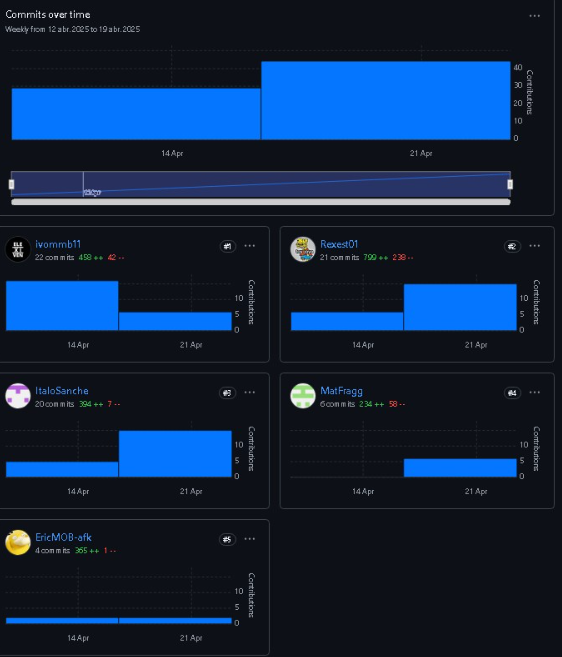 Commits over time
Weekly from 12 abr. 2025 to 19 abr. 2025
40
30
20
10
0
Contributions
14 Apr
21 Apr
ivommb11
#1
22 commits 458 ++ 42 --
10
5
0
Contributions
14 Apr
21 Apr
Rexest01
#2
21 commits 799 ++ 238 --
10
5
0
Contributions
14 Apr
21 Apr
ItaloSanche
#3
20 commits 394 ++ 7 --
10
5
0
Contributions
14 Apr
21 Apr
MatFragg
#4
6 commits 234 ++ 58 --
10
5
0
Contributions
14 Apr
21 Apr
EricMOB-afk
#5
4 commits 365 ++ 1 --
10
5
0
Contributions
14 Apr
21 Apr